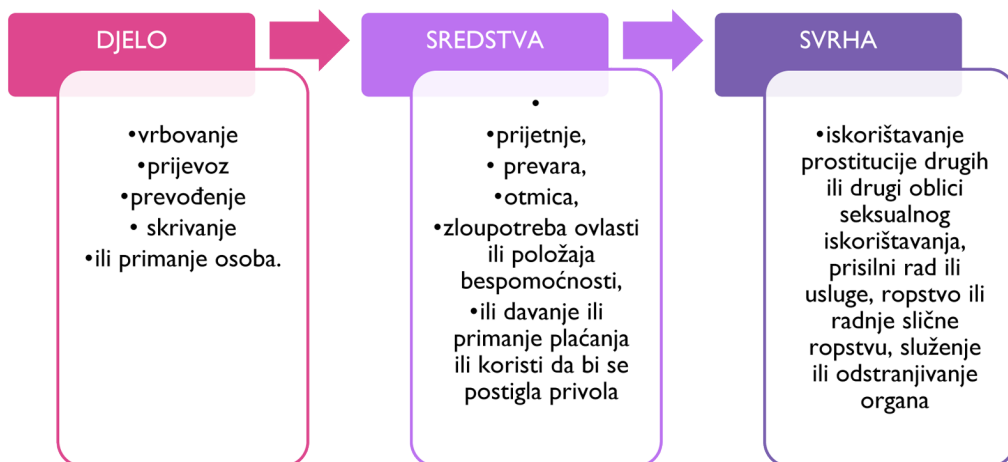 DJELO
•vrbovanje
•prijevoz
•prevođenje
• skrivanje
•ili primanje osoba.
SREDSTVA
•
•prijetnje,
• prevara,
•otmica,
•zloupotreba ovlasti
ili položaja
bespomoćnosti,
•ili davanje ili
primanje plaćanja
ili koristi da bi se
postigla privola
SVRHA
•iskorištavanje
prostitucije drugih
ili drugi oblici
seksualnog
iskorištavanja,
prisilni rad ili
usluge, ropstvo ili
radnje slične
ropstvu, služenje
ili odstranjivanje
organa